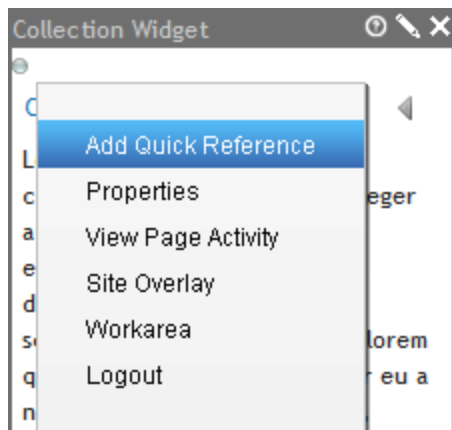 Collection Widget
Add Quick Reference
Properties
eger
View Page Activity
Site Overlay
Workarea
lorem
Logout
r eu a